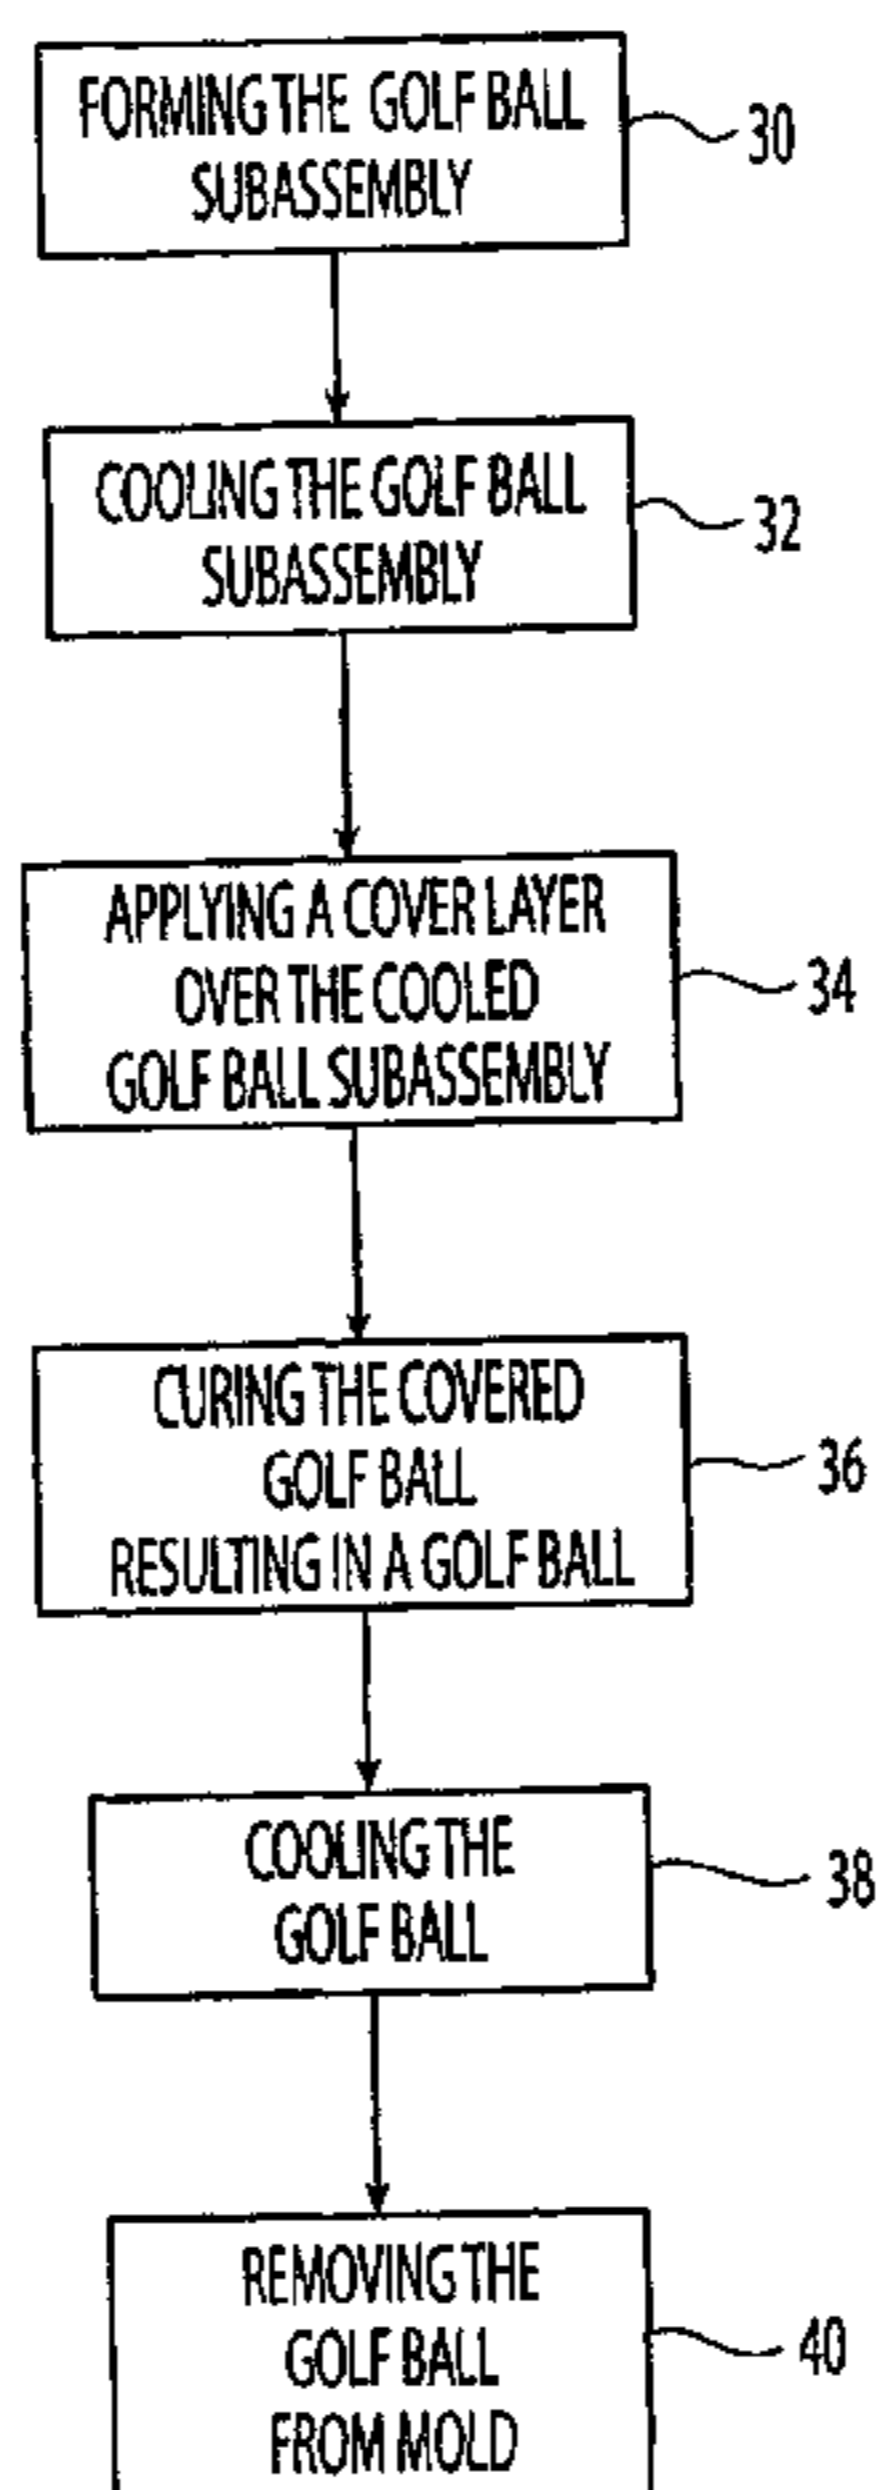 FORMING THE GOLF BALL
SUBASSEMBLY
30
COOLING THE GOLF BALL
SUBASSEMBLY
32
APPLYING A COVER LAYER
OVER THE COOLED
GOLF BALL SUBASSEMBLY
34
CURING THE COVERED
GOLF BALL
RESULTING IN A GOLF BALL
36
COOLING THE
GOLF BALL
38
REMOVING THE
GOLF BALL
FROM MOLD
40